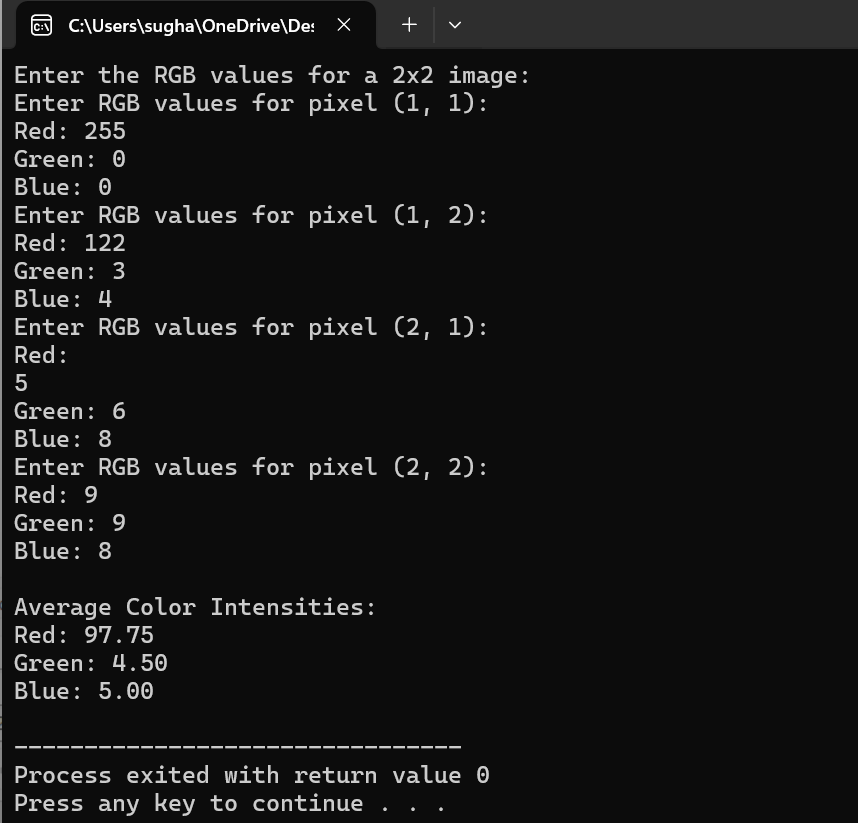 C:\Users\sugha\OneDrive\Des
Enter the RGB values for a 2x2 image:
Enter RGB values for pixel (1, 1):
Red: 255
Green: 0
Blue: 0
Enter RGB values for pixel (1, 2):
Red: 122
Green: 3
Blue: 4
Enter RGB values for pixel (2, 1):
Red:
5
Green: 6
Blue: 8
Enter RGB values for pixel (2, 2):
Red: 9
Green: 9
Blue: 8

Average Color Intensities:
Red: 97.75
Green: 4.50
Blue: 5.00

--------------------------------
Process exited with return value 0
Press any key to continue . . .